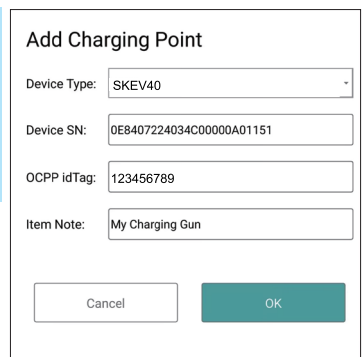 Add Charging Point
Device Type: SKEV40
Device SN: 0E8407224034C00000A01151
OCPP idTag: 123456789
Item Note: My Charging Gun
Cancel OK